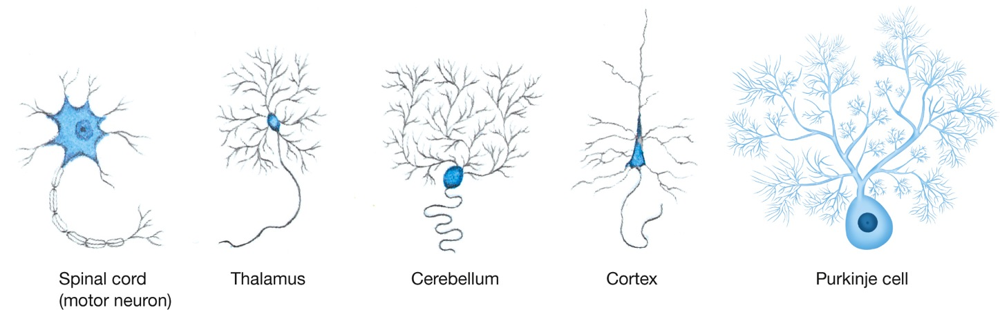 Spinal cord
(motor neuron)
Thalamus
Cerebellum
Cortex
Purkinje cell